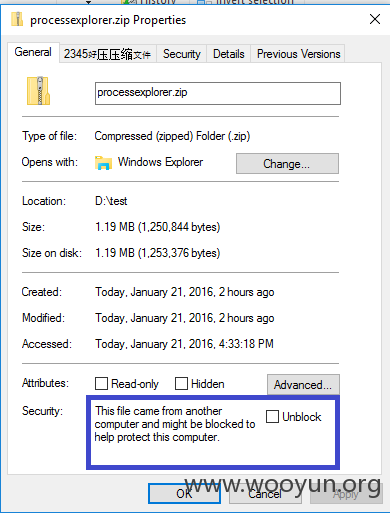 processexplorer.zip Properties
General 2345好压压缩文件 Security Details Previous Versions
processexplorer.zip
Type of file: Compressed (zipped) Folder (.zip)
Opens with: Windows Explorer Change...
Location: D:\test
Size: 1.19 MB (1,250,844 bytes)
Size on disk: 1.19 MB (1,253,376 bytes)
Created: Today, January 21, 2016, 2 hours ago
Modified: Today, January 21, 2016, 2 hours ago
Accessed: Today, January 21, 2016, 4:33:18 PM
Attributes: Read-only Hidden Advanced...
Security: This file came from another
computer and might be blocked to
help protect this computer.
Unblock
www.wooyun.org
OK Cancel Apply